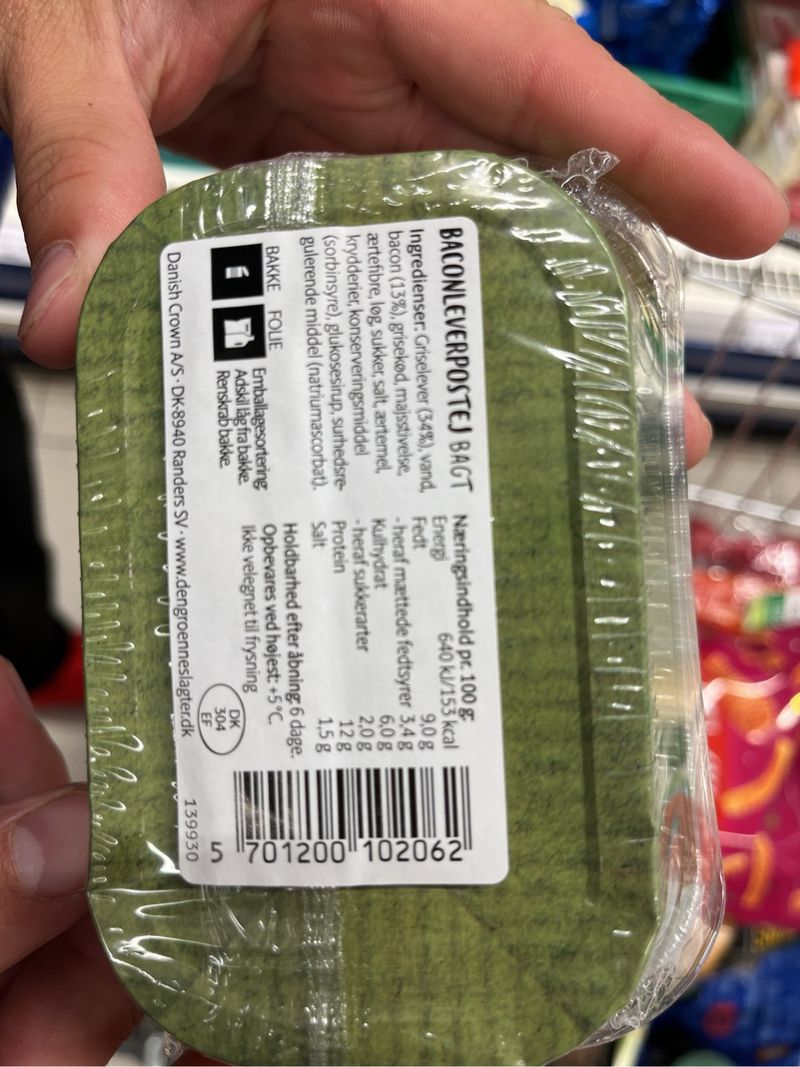 BACONLEVERPOSTEJ BAGT
Ingredienser: Griselever (34%), vand,
bacon (13%), grisekød, majsstivelse,
ærtefibre, løg, sukker, salt, ærtemel,
krydderier, konserveringsmiddel
(sorbinsyre), glukosesirup, surhedsre-
gulerende middel (natriumascorbat).
BAKKE FOLIE
Emballagesortering:
Adskil låg fra bakke.
Renskrab bakke.
Næringsindhold pr. 100 g:
Energi 640 kJ/153 kcal
Fedt 9,0 g
- heraf mættede fedtsyrer 3,4 g
Kulhydrat 6,0 g
- heraf sukkerarter 2,0 g
Protein 12 g
Salt 1,5 g
Holdbarhed efter åbning: 6 dage.
Opbevares ved højest: +5°C.
Ikke velegnet til frysning
DK
304
EF
Danish Crown A/S · DK-8940 Randers SV · www.dengroenneslagter.dk
139930
5 701200 102062